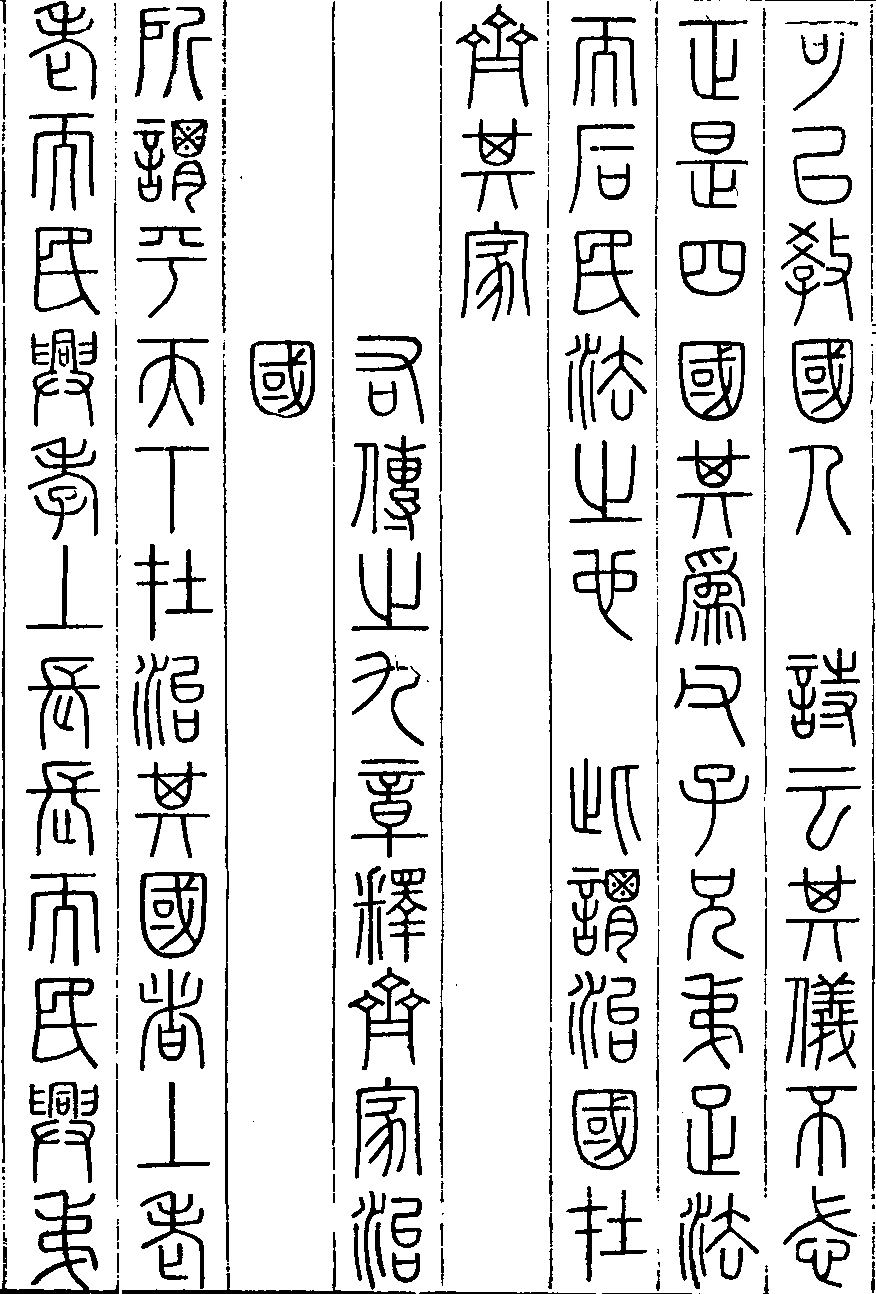 可以教國人　詩云其儀不忒
正是四國其爲父子兄弟足法
而后民法之也　此謂治國在
齊其家
右傳之九章釋齊家治
國
所謂平天下在治其國者上老
老而民興孝上長長而民興弟